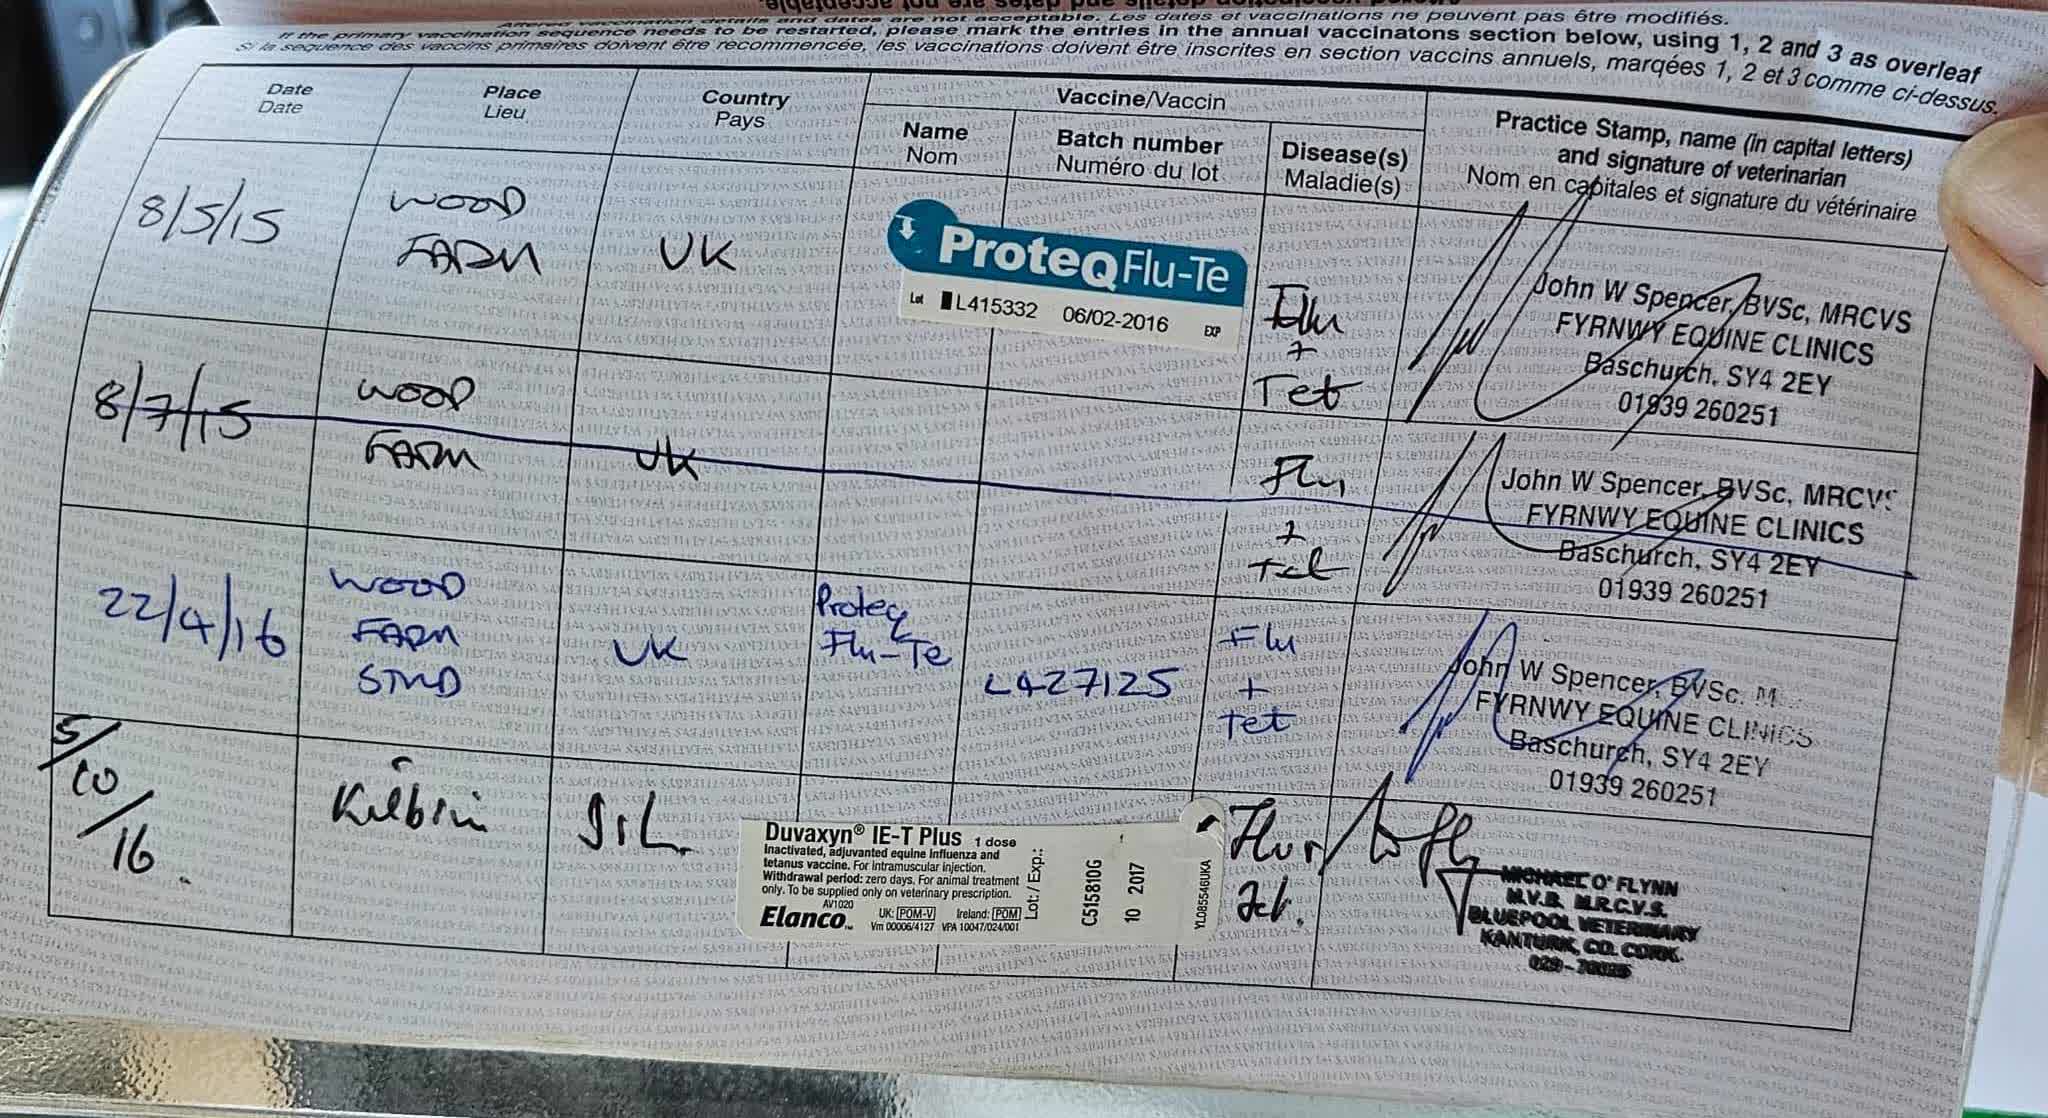 Altered vaccination details and dates are not acceptable. Les dates et vaccinations ne peuvent pas être modifiés.
If the primary vaccination sequence needs to be restarted, please mark the entries in the annual vaccinatons section below, using 1, 2 and 3 as overleaf
Si la sequence des vaccins primaires doivent être recommencée, les vaccinations doivent être inscrites en section vaccins annuels, marqées 1, 2 et 3 comme ci-dessus.
Date
Date
Place
Lieu
Country
Pays
Vaccine/Vaccin
Name
Nom
Batch number
Numéro du lot
Disease(s)
Maladie(s)
Practice Stamp, name (in capital letters)
and signature of veterinarian
Nom en capitales et signature du vétérinaire
8/5/15
WOOD
FARM
UK
ProteqFlu-Te
Lot L415332 06/02-2016 EXP
Flu
+
Tet
John W Spencer, BVSc, MRCVS
FYRNWY EQUINE CLINICS
Baschurch, SY4 2EY
01939 260251
8/7/15
WOOD
FARM
UK
Flu
+
Tet
John W Spencer, BVSc, MRCVS
FYRNWY EQUINE CLINICS
Baschurch, SY4 2EY
01939 260251
22/4/16
WOOD
FARM
STUD
UK
Proteq
Flu-Te
L427125
Flu
+
Tet
John W Spencer, BVSc. M
FYRNWY EQUINE CLINICS
Baschurch, SY4 2EY
01939 260251
5/
10
/
16.
Kilbrin
IrL.
Duvaxyn® IE-T Plus 1 dose
Inactivated, adjuvanted equine influenza and
tetanus vaccine. For intramuscular injection.
Withdrawal period: zero days. For animal treatment
only. To be supplied only on veterinary prescription.
AV1020
Elanco™ UK: POM-V Ireland: POM
Vm 00006/4127 VPA 10047/024/001
Lot / Exp.:
C515810G
10 2017
YL085546UKA
Flu
Tet.
MICHAEL O' FLYNN
M.V.B. M.R.C.V.S.
BLUEPOOL VETERINARY
KANTURK, CO. CORK.